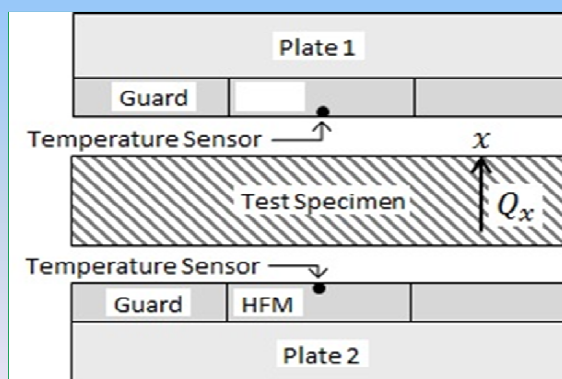 Plate 1
Guard
Temperature Sensor
x
Test Specimen
Qx
Temperature Sensor
Guard HFM
Plate 2